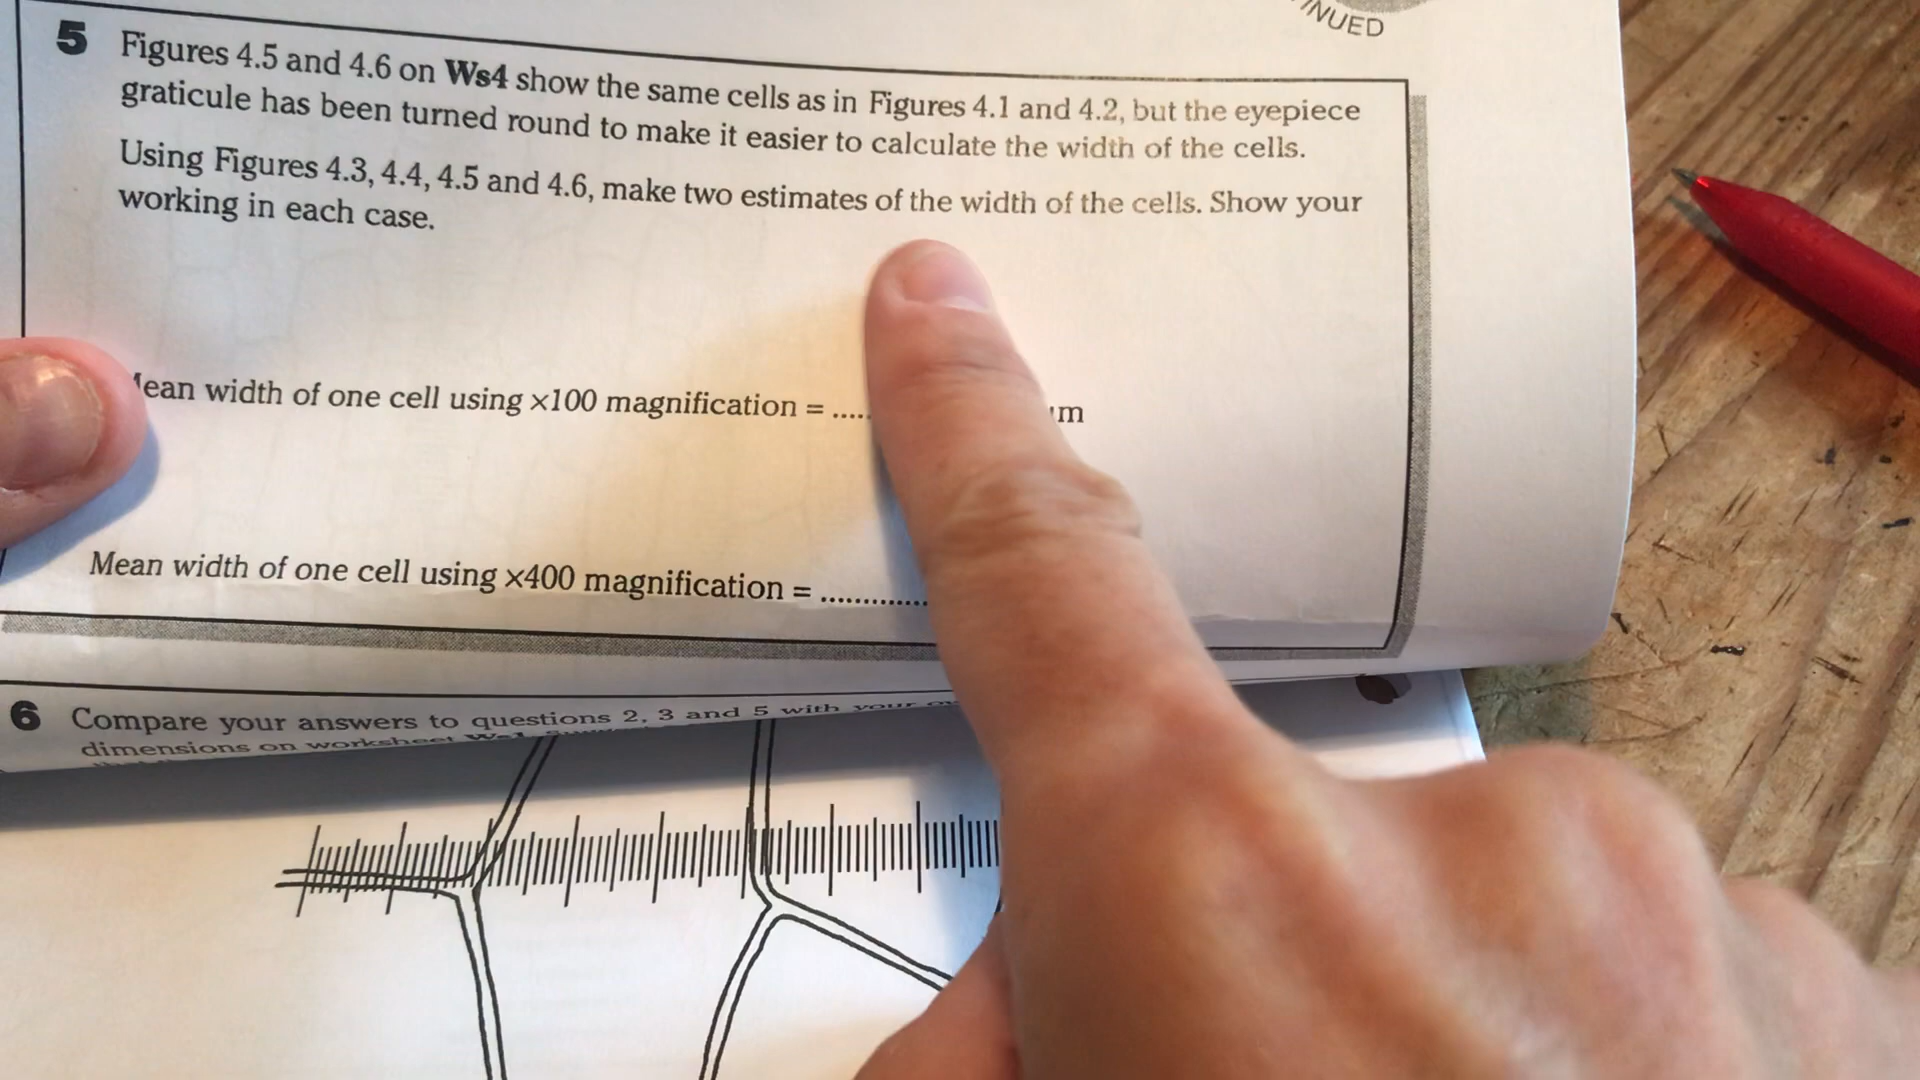 INUED
5 Figures 4.5 and 4.6 on Ws4 show the same cells as in Figures 4.1 and 4.2, but the eyepiece
graticule has been turned round to make it easier to calculate the width of the cells.
Using Figures 4.3, 4.4, 4.5 and 4.6, make two estimates of the width of the cells. Show your
working in each case.
ean width of one cell using ×100 magnification = ..... m
Mean width of one cell using ×400 magnification = .............
6 Compare your answers to questions 2, 3 and 5 with your
dimensions on worksheet Ws1.